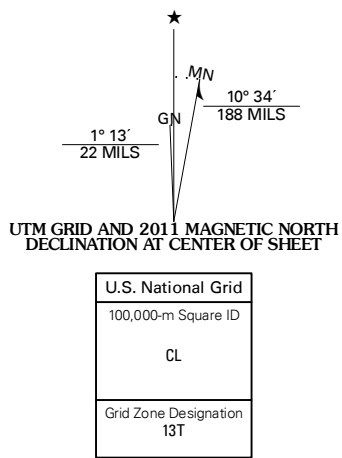 MN
GN
10° 34´
188 MILS
1° 13´
22 MILS
UTM GRID AND 2011 MAGNETIC NORTH
DECLINATION AT CENTER OF SHEET
U.S. National Grid
100,000-m Square ID
CL
Grid Zone Designation
13T